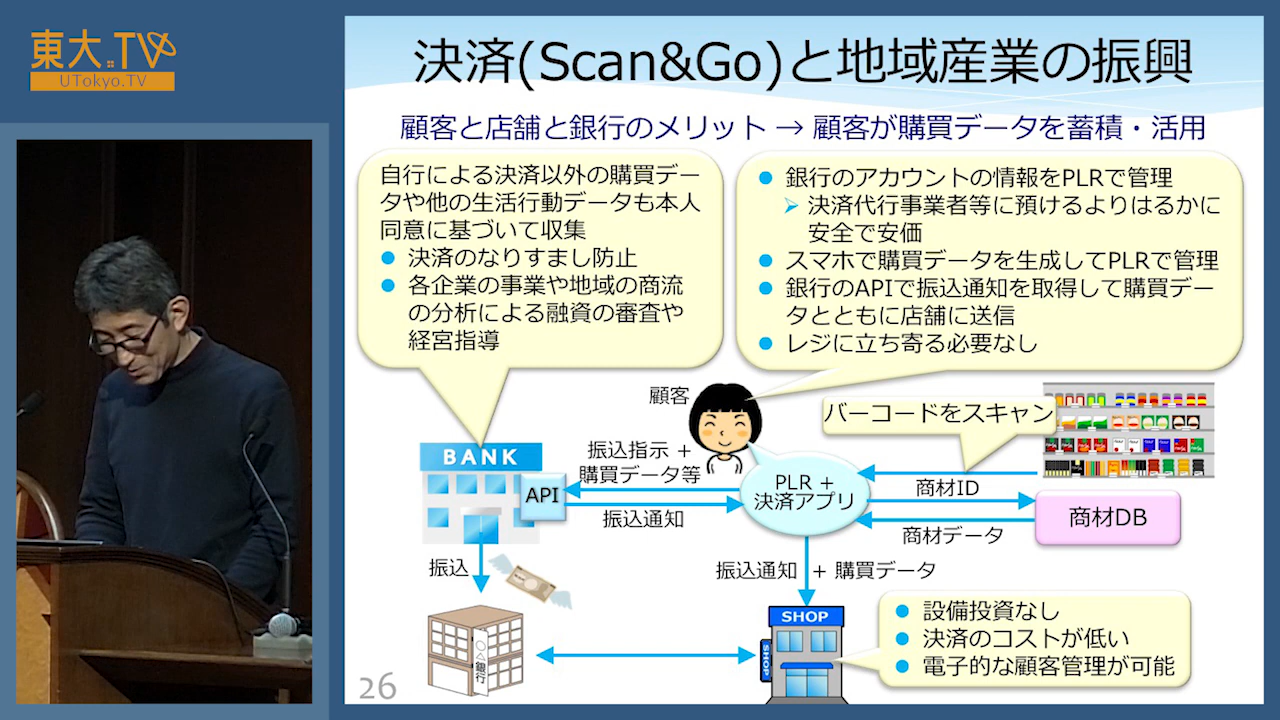 東大.TV
UTokyo.TV
決済(Scan&Go)と地域産業の振興
顧客と店舗と銀行のメリット → 顧客が購買データを蓄積・活用
自行による決済以外の購買デー
タや他の生活行動データも本人
同意に基づいて収集
● 決済のなりすまし防止
● 各企業の事業や地域の商流
の分析による融資の審査や
経営指導
● 銀行のアカウントの情報をPLRで管理
➢ 決済代行事業者等に預けるよりはるかに
安全で安価
● スマホで購買データを生成してPLRで管理
● 銀行のAPIで振込通知を取得して購買デー
タとともに店舗に送信
● レジに立ち寄る必要なし
顧客
バーコードをスキャン
BANK
API
振込指示 +
購買データ等
振込通知
PLR +
決済アプリ
商材ID
商材DB
商材データ
振込
振込通知 + 購買データ
○△銀行
SHOP
SHOP
● 設備投資なし
● 決済のコストが低い
● 電子的な顧客管理が可能
26